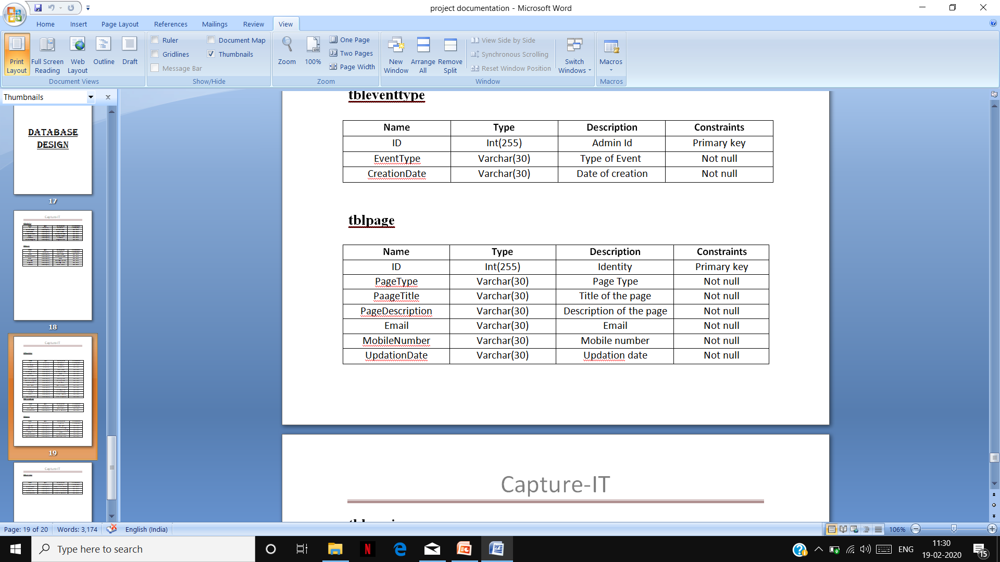 project documentation - Microsoft Word
Home Insert Page Layout References Mailings Review View
Print Layout
Full Screen Reading
Web Layout
Outline
Draft
Document Views
Ruler
Gridlines
Message Bar
Document Map
Thumbnails
Show/Hide
Zoom
100%
One Page
Two Pages
Page Width
Zoom
New Window
Arrange All
Remove Split
View Side by Side
Synchronous Scrolling
Reset Window Position
Switch Windows
Window
Macros
Macros
Thumbnails
DATABASE
DESIGN
17
Capture-IT
18
Capture-IT
19
Capture-IT
tbleventtype
Name Type Description Constraints
ID Int(255) Admin Id Primary key
EventType Varchar(30) Type of Event Not null
CreationDate Varchar(30) Date of creation Not null
tblpage
Name Type Description Constraints
ID Int(255) Identity Primary key
PageType Varchar(30) Page Type Not null
PaageTitle Varchar(30) Title of the page Not null
PageDescription Varchar(30) Description of the page Not null
Email Varchar(30) Email Not null
MobileNumber Varchar(30) Mobile number Not null
UpdationDate Varchar(30) Updation date Not null
Capture-IT
Page: 19 of 20 Words: 3,174 English (India) 106%
Type here to search
ENG
11:30
19-02-2020
15